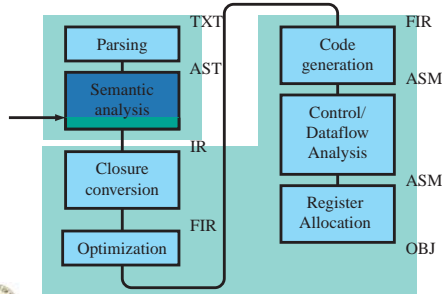 TXT
Parsing
AST
Semantic
analysis
IR
Closure
conversion
FIR
Optimization
FIR
Code
generation
ASM
Control/
Dataflow
Analysis
ASM
Register
Allocation
OBJ